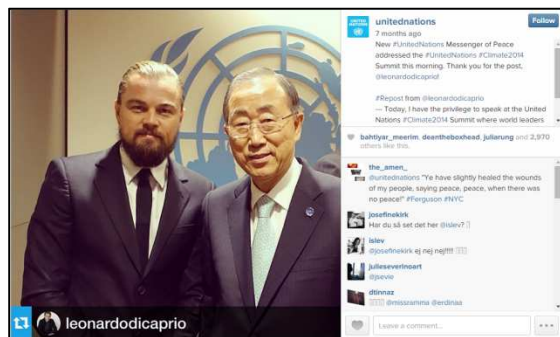 UNITED NATIONS
unitednations
Follow
7 months ago
New #UnitedNations Messenger of Peace
addressed the #UnitedNations #Climate2014
Summit this morning. Thank you for the post,
@leonardodicaprio!
#Repost from @leonardodicaprio
— Today, I have the privilege to speak at the United
Nations #Climate2014 Summit where world leaders
bahtiyar_meerim, deantheboxhead, juliarung and 2,970
others like this.
the_amen_
@unitednations "Ye have slightly healed the wounds
of my people, saying peace, peace, when there was
no peace!" #Ferguson #NYC
josefinekirk
Har du så set det her @islev?
islev
@josefinekirk ej nej nej!!!!
julieseverinoart
@jsevie
dtinnaz
@missramma @erdinaa
Leave a comment...
leonardodicaprio